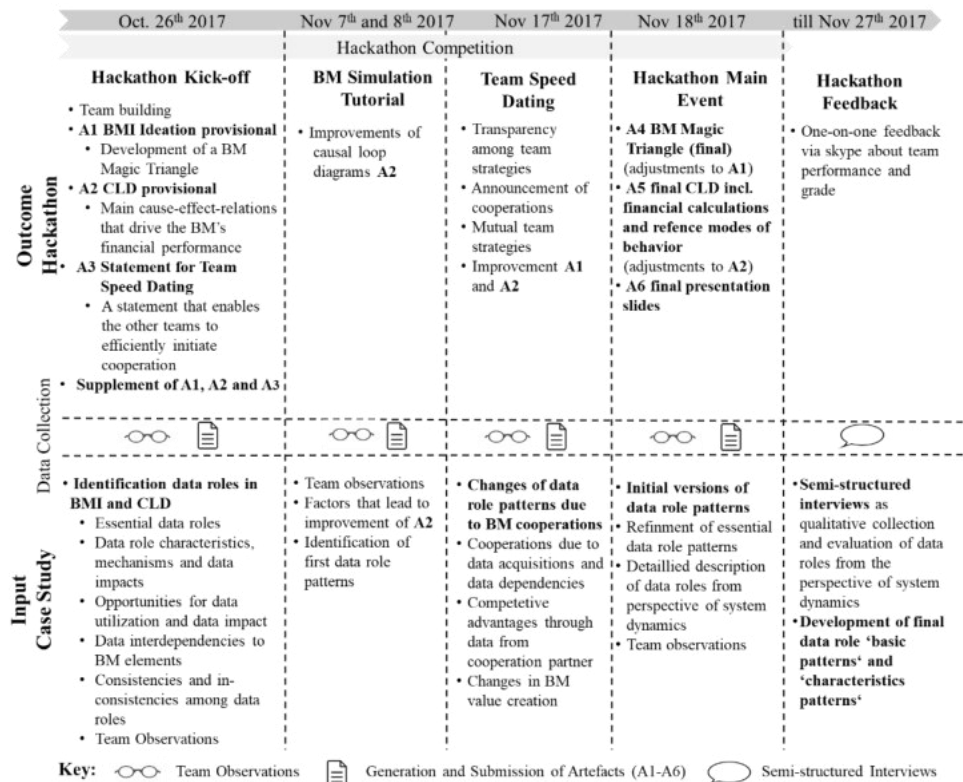 Oct. 26th 2017
Nov 7th and 8th 2017
Nov 17th 2017
Nov 18th 2017
till Nov 27th 2017
Hackathon Competition
Outcome
Hackathon
Hackathon Kick-off
• Team building
• A1 BMI Ideation provisional
• Development of a BM
Magic Triangle
• A2 CLD provisional
• Main cause-effect-relations
that drive the BM's
financial performance
• A3 Statement for Team
Speed Dating
• A statement that enables
the other teams to
efficiently initiate
cooperation
• Supplement of A1, A2 and A3
BM Simulation
Tutorial
• Improvements of
causal loop
diagrams A2
Team Speed
Dating
• Transparency
among team
strategies
• Announcement of
cooperations
• Mutual team
strategies
• Improvement A1
and A2
Hackathon Main
Event
• A4 BM Magic
Triangle (final)
(adjustments to A1)
• A5 final CLD incl.
financial calculations
and refence modes of
behavior
(adjustments to A2)
• A6 final presentation
slides
Hackathon
Feedback
• One-on-one feedback
via skype about team
performance and
grade
Data Collection
Input
Case Study
• Identification data roles in
BMI and CLD
• Essential data roles
• Data role characteristics,
mechanisms and data
impacts
• Opportunities for data
utilization and data impact
• Data interdependencies to
BM elements
• Consistencies and in-
consistencies among data
roles
• Team Observations
• Team observations
• Factors that lead to
improvement of A2
• Identification of
first data role
patterns
• Changes of data
role patterns due
to BM cooperations
• Cooperations due to
data acquisitions and
data dependencies
• Competetive
advantages through
data from
cooperation partner
• Changes in BM
value creation
• Initial versions of
data role patterns
• Refinment of essential
data role patterns
• Detaillied description
of data roles from
perspective of system
dynamics
• Team observations
• Semi-structured
interviews as
qualitative collection
and evaluation of data
roles from the
perspective of system
dynamics
• Development of final
data role ‘basic
patterns‘ and
‘characteristics
patterns‘
Key: Team Observations Generation and Submission of Artefacts (A1-A6) Semi-structured Interviews